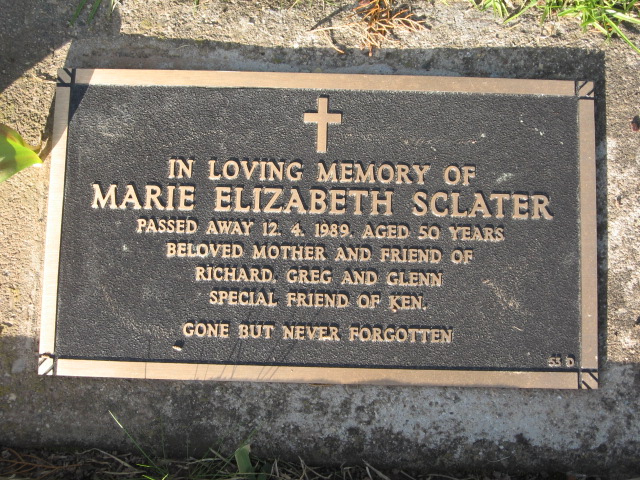 IN LOVING MEMORY OF
MARIE ELIZABETH SCLATER
PASSED AWAY 12. 4. 1989. AGED 50 YEARS
BELOVED MOTHER AND FRIEND OF
RICHARD, GREG AND GLENN
SPECIAL FRIEND OF KEN.
GONE BUT NEVER FORGOTTEN